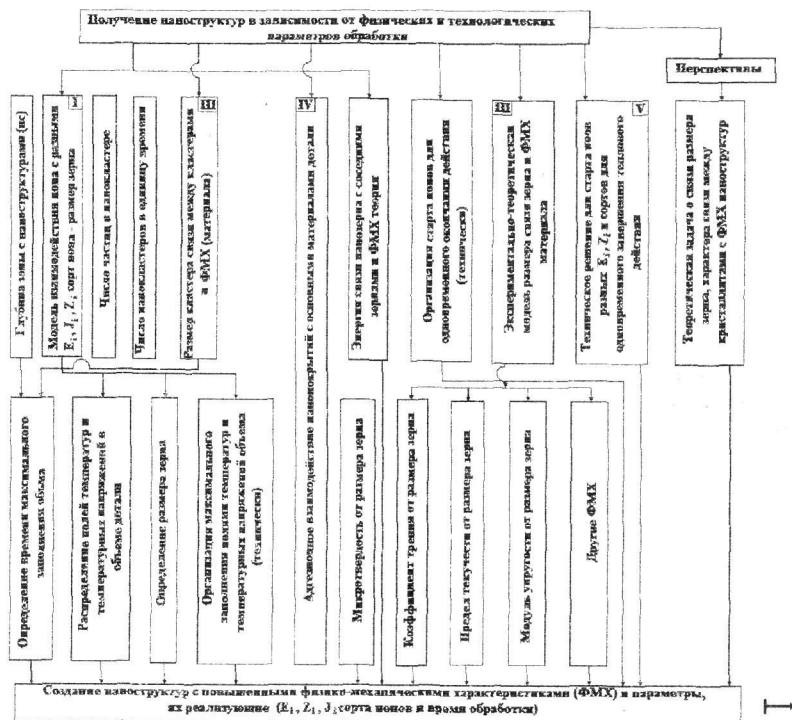 Получение наноструктур в зависимости от физических и технологических
параметров обработки
Перспективы
Глубина зоны с наноструктурами (нс)
I
Модель взаимодействия иона с разными
E₁, J₁, Z₁ сорт иона - размер зерна
Число частиц в нанокластере
Число нанокластеров в единицу времени
III
Размер кластера связи между кластерами
и ФМХ (материала)
IV
Адгезионное взаимодействие нанопокрытий с основными материалами детали
Энергия связи нанозерна с соседними
зернами и ФМХ теории
Организация старта ионов для
одновременного окончания действия
(технически)
III
Экспериментально-теоретическая
модель размера связи зерна и ФМХ
материала
V
Техническое решение для старта ионов
разных E₁, Z₁ и сортов для
одновременного завершения теплового
действия
Теоретическая задача о связи размера
зерна, характера связи между
кристаллитами с ФМХ наноструктур
Определение времени максимального
заполнения объема
Распределение полей температур и
температурных напряжений в
объеме детали
Определение размера зерна
Организация максимального
заполнения полями температур и
температурных напряжений объема
(технически)
Микротвердость от размера зерна
Коэффициент трения от размера зерна
Предел текучести от размера зерна
Модуль упругости от размера зерна
Другие ФМХ
Создание наноструктур с повышенными физико-механическими характеристиками (ФМХ) и параметры,
их реализующие (E₁, Z₁, J₁ сорта ионов и время обработки)